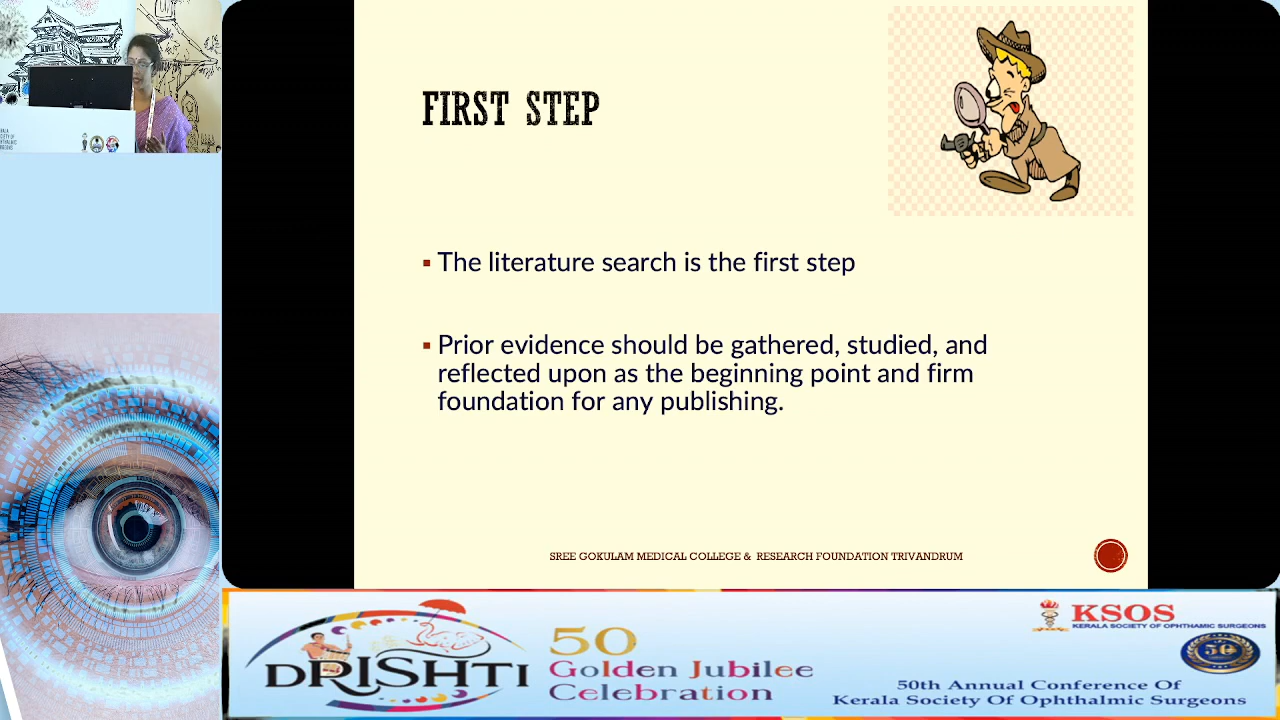 FIRST STEP
The literature search is the first step
Prior evidence should be gathered, studied, and
reflected upon as the beginning point and firm
foundation for any publishing.
SREE GOKULAM MEDICAL COLLEGE & RESEARCH FOUNDATION TRIVANDRUM
DRISHTI
50
Golden Jubilee
Celebration
KSOS
KERALA SOCIETY OF OPHTHAMIC SURGEONS
50
50th Annual Conference Of
Kerala Society Of Ophthalmic Surgeons